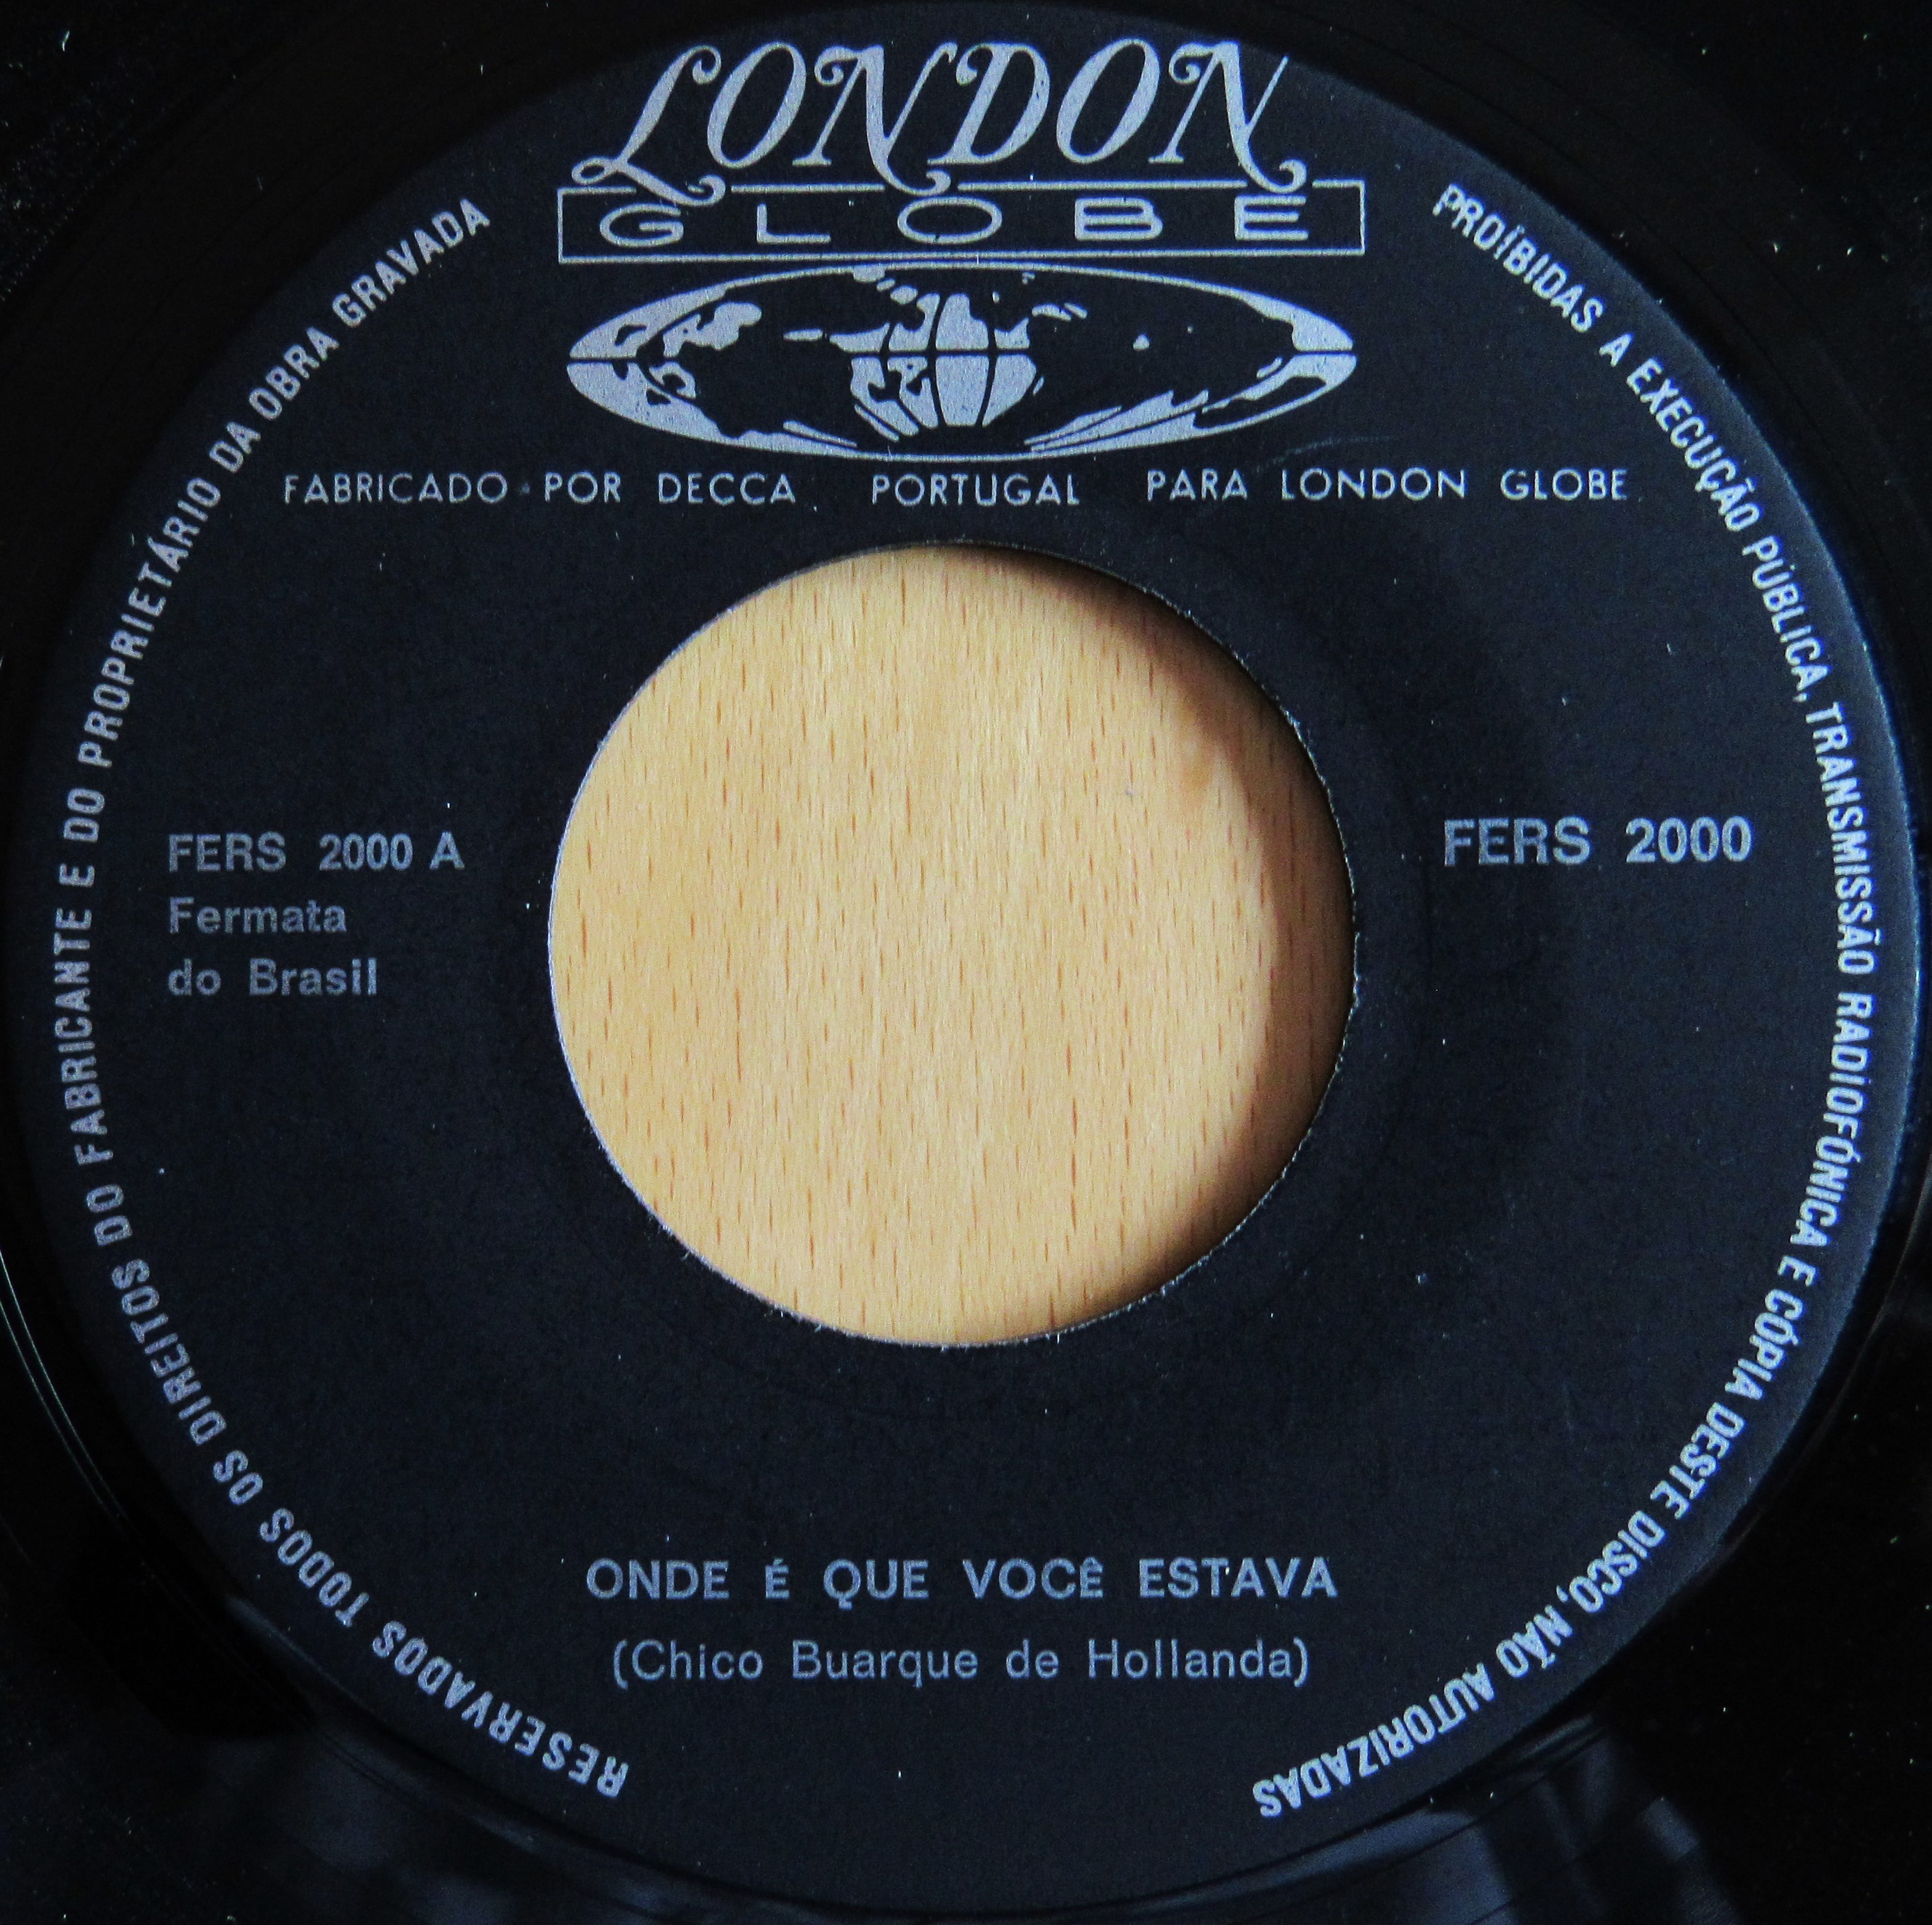 LONDON
GLOBE
FABRICADO POR DECCA PORTUGAL PARA LONDON GLOBE
RESERVADOS TODOS OS DIREITOS DO FABRICANTE E DO PROPRIETÁRIO DA OBRA GRAVADA
PROÍBIDAS A EXECUÇÃO PÚBLICA, TRANSMISSÃO RADIOFÓNICA E CÓPIA DESTE DISCO, NÃO AUTORIZADAS
FERS 2000 A
Fermata
do Brasil
FERS 2000
ONDE É QUE VOCÊ ESTAVA
(Chico Buarque de Hollanda)